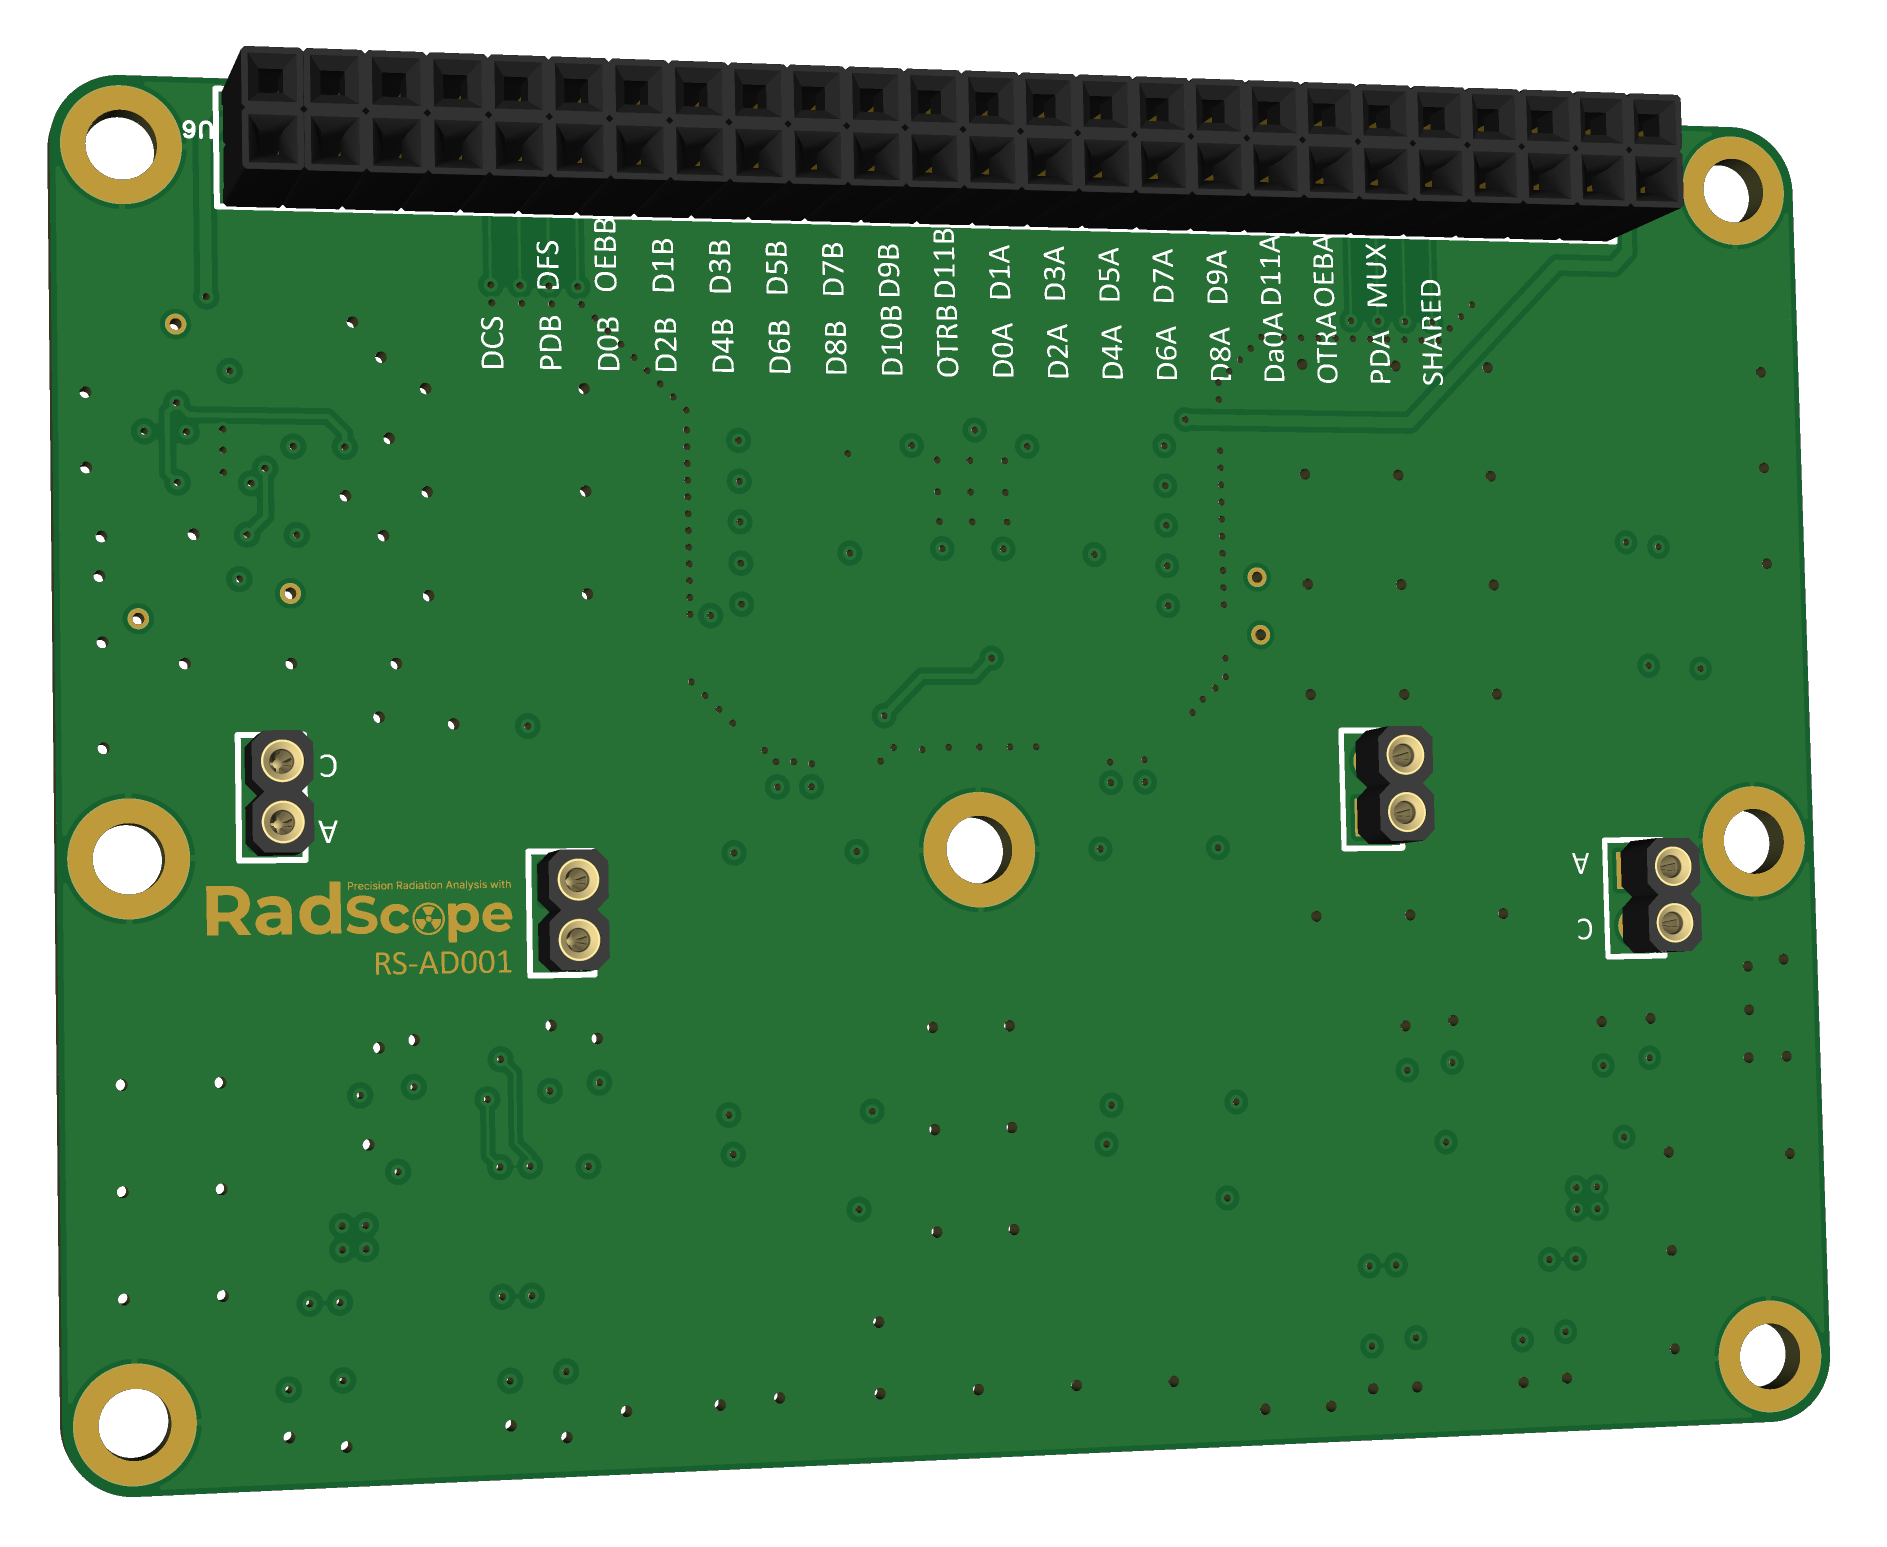 U6
DFS
OEBB
D1B
D3B
D5B
D7B
D9B
D11B
D1A
D3A
D5A
D7A
D9A
D11A
OEBA
MUX
DCS
PDB
D0B
D2B
D4B
D6B
D8B
D10B
OTRB
D0A
D2A
D4A
D6A
D8A
Da0A
OTRA
PDA
SHARED
C
A
A
C
Precision Radiation Analysis with
RadScope
RS-AD001